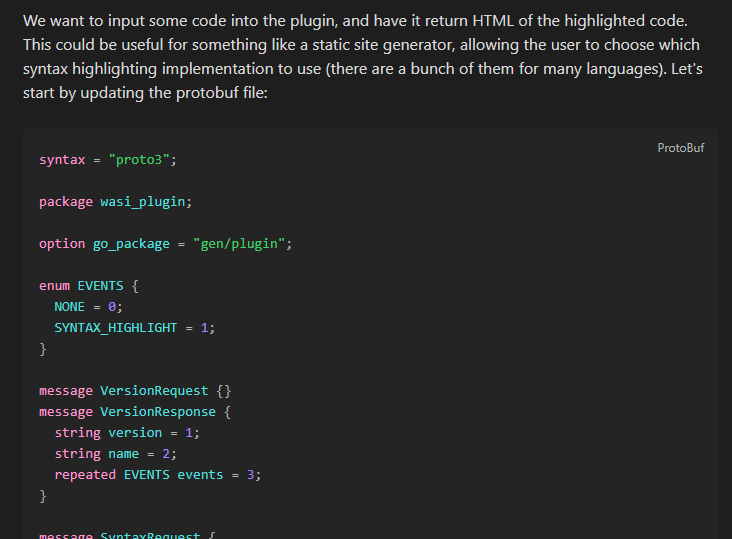 We want to input some code into the plugin, and have it return HTML of the highlighted code.
This could be useful for something like a static site generator, allowing the user to choose which
syntax highlighting implementation to use (there are a bunch of them for many languages). Let's
start by updating the protobuf file:
ProtoBuf
syntax = "proto3";
package wasi_plugin;
option go_package = "gen/plugin";
enum EVENTS {
  NONE = 0;
  SYNTAX_HIGHLIGHT = 1;
}
message VersionRequest {}
message VersionResponse {
  string version = 1;
  string name = 2;
  repeated EVENTS events = 3;
}
message SyntaxRequest {